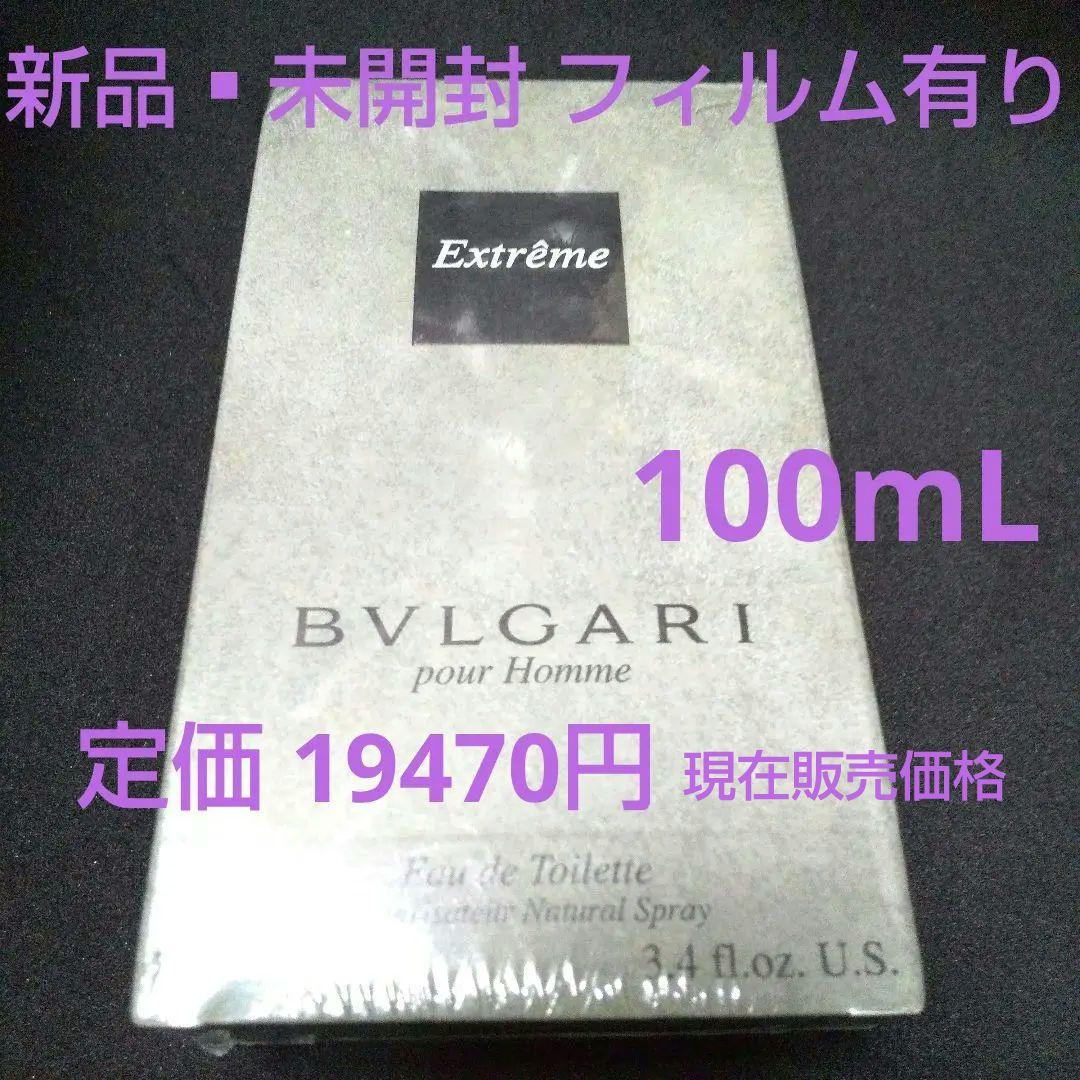 新品▪未開封 フィルム有り
Extrême
100mL
BVLGARI
pour Homme
定価 19470円 現在販売価格
Eau de Toilette
Natural Spray
3.4 fl.oz. U.S.